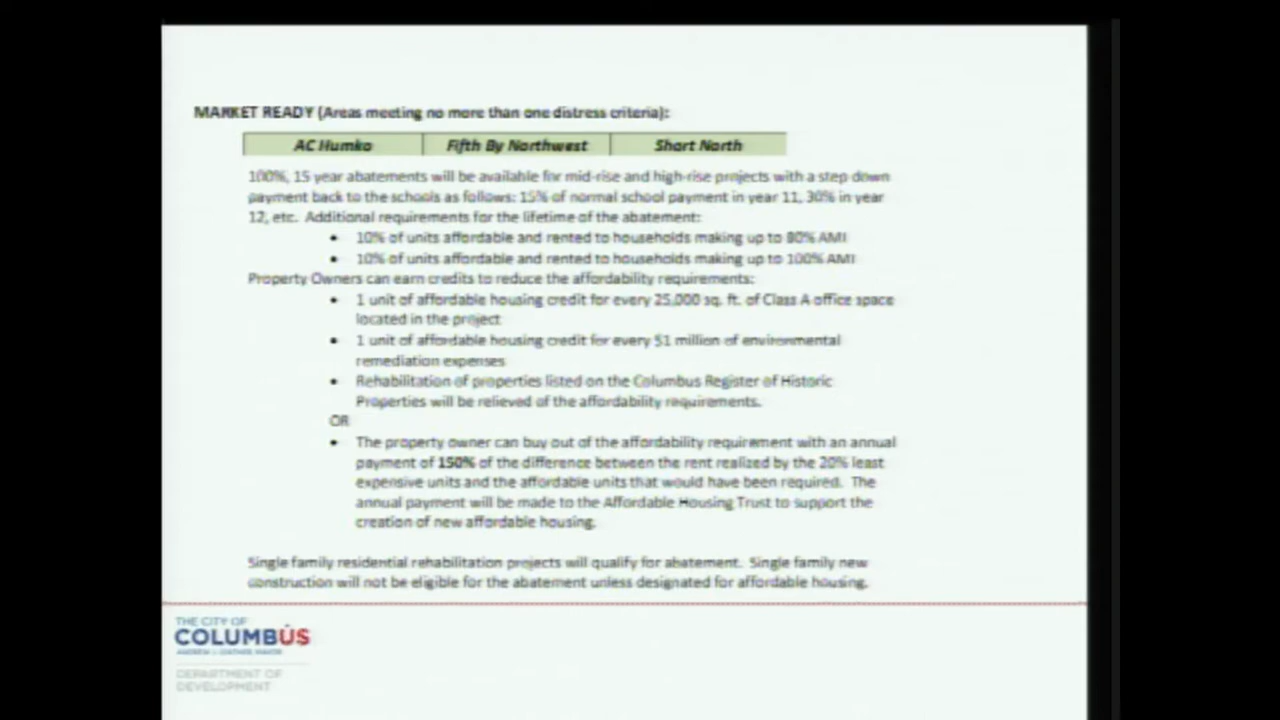 MARKET READY (Areas meeting no more than one distress criteria):
AC Humko Fifth By Northwest Short North
100%, 15 year abatements will be available for mid-rise and high-rise projects with a step down
payment back to the schools as follows: 15% of normal school payment in year 11, 30% in year
12, etc. Additional requirements for the lifetime of the abatement:
• 10% of units affordable and rented to households making up to 80% AMI
• 10% of units affordable and rented to households making up to 100% AMI
Property Owners can earn credits to reduce the affordability requirements:
• 1 unit of affordable housing credit for every 25,000 sq. ft. of Class A office space
located in the project
• 1 unit of affordable housing credit for every $1 million of environmental
remediation expenses
• Rehabilitation of properties listed on the Columbus Register of Historic
Properties will be relieved of the affordability requirements.
OR
• The property owner can buy out of the affordability requirement with an annual
payment of 150% of the difference between the rent realized by the 20% least
expensive units and the affordable units that would have been required. The
annual payment will be made to the Affordable Housing Trust to support the
creation of new affordable housing.
Single family residential rehabilitation projects will qualify for abatement. Single family new
construction will not be eligible for the abatement unless designated for affordable housing.
THE CITY OF
COLUMBUS
ANDREW J. GINTHER, MAYOR
DEPARTMENT OF
DEVELOPMENT